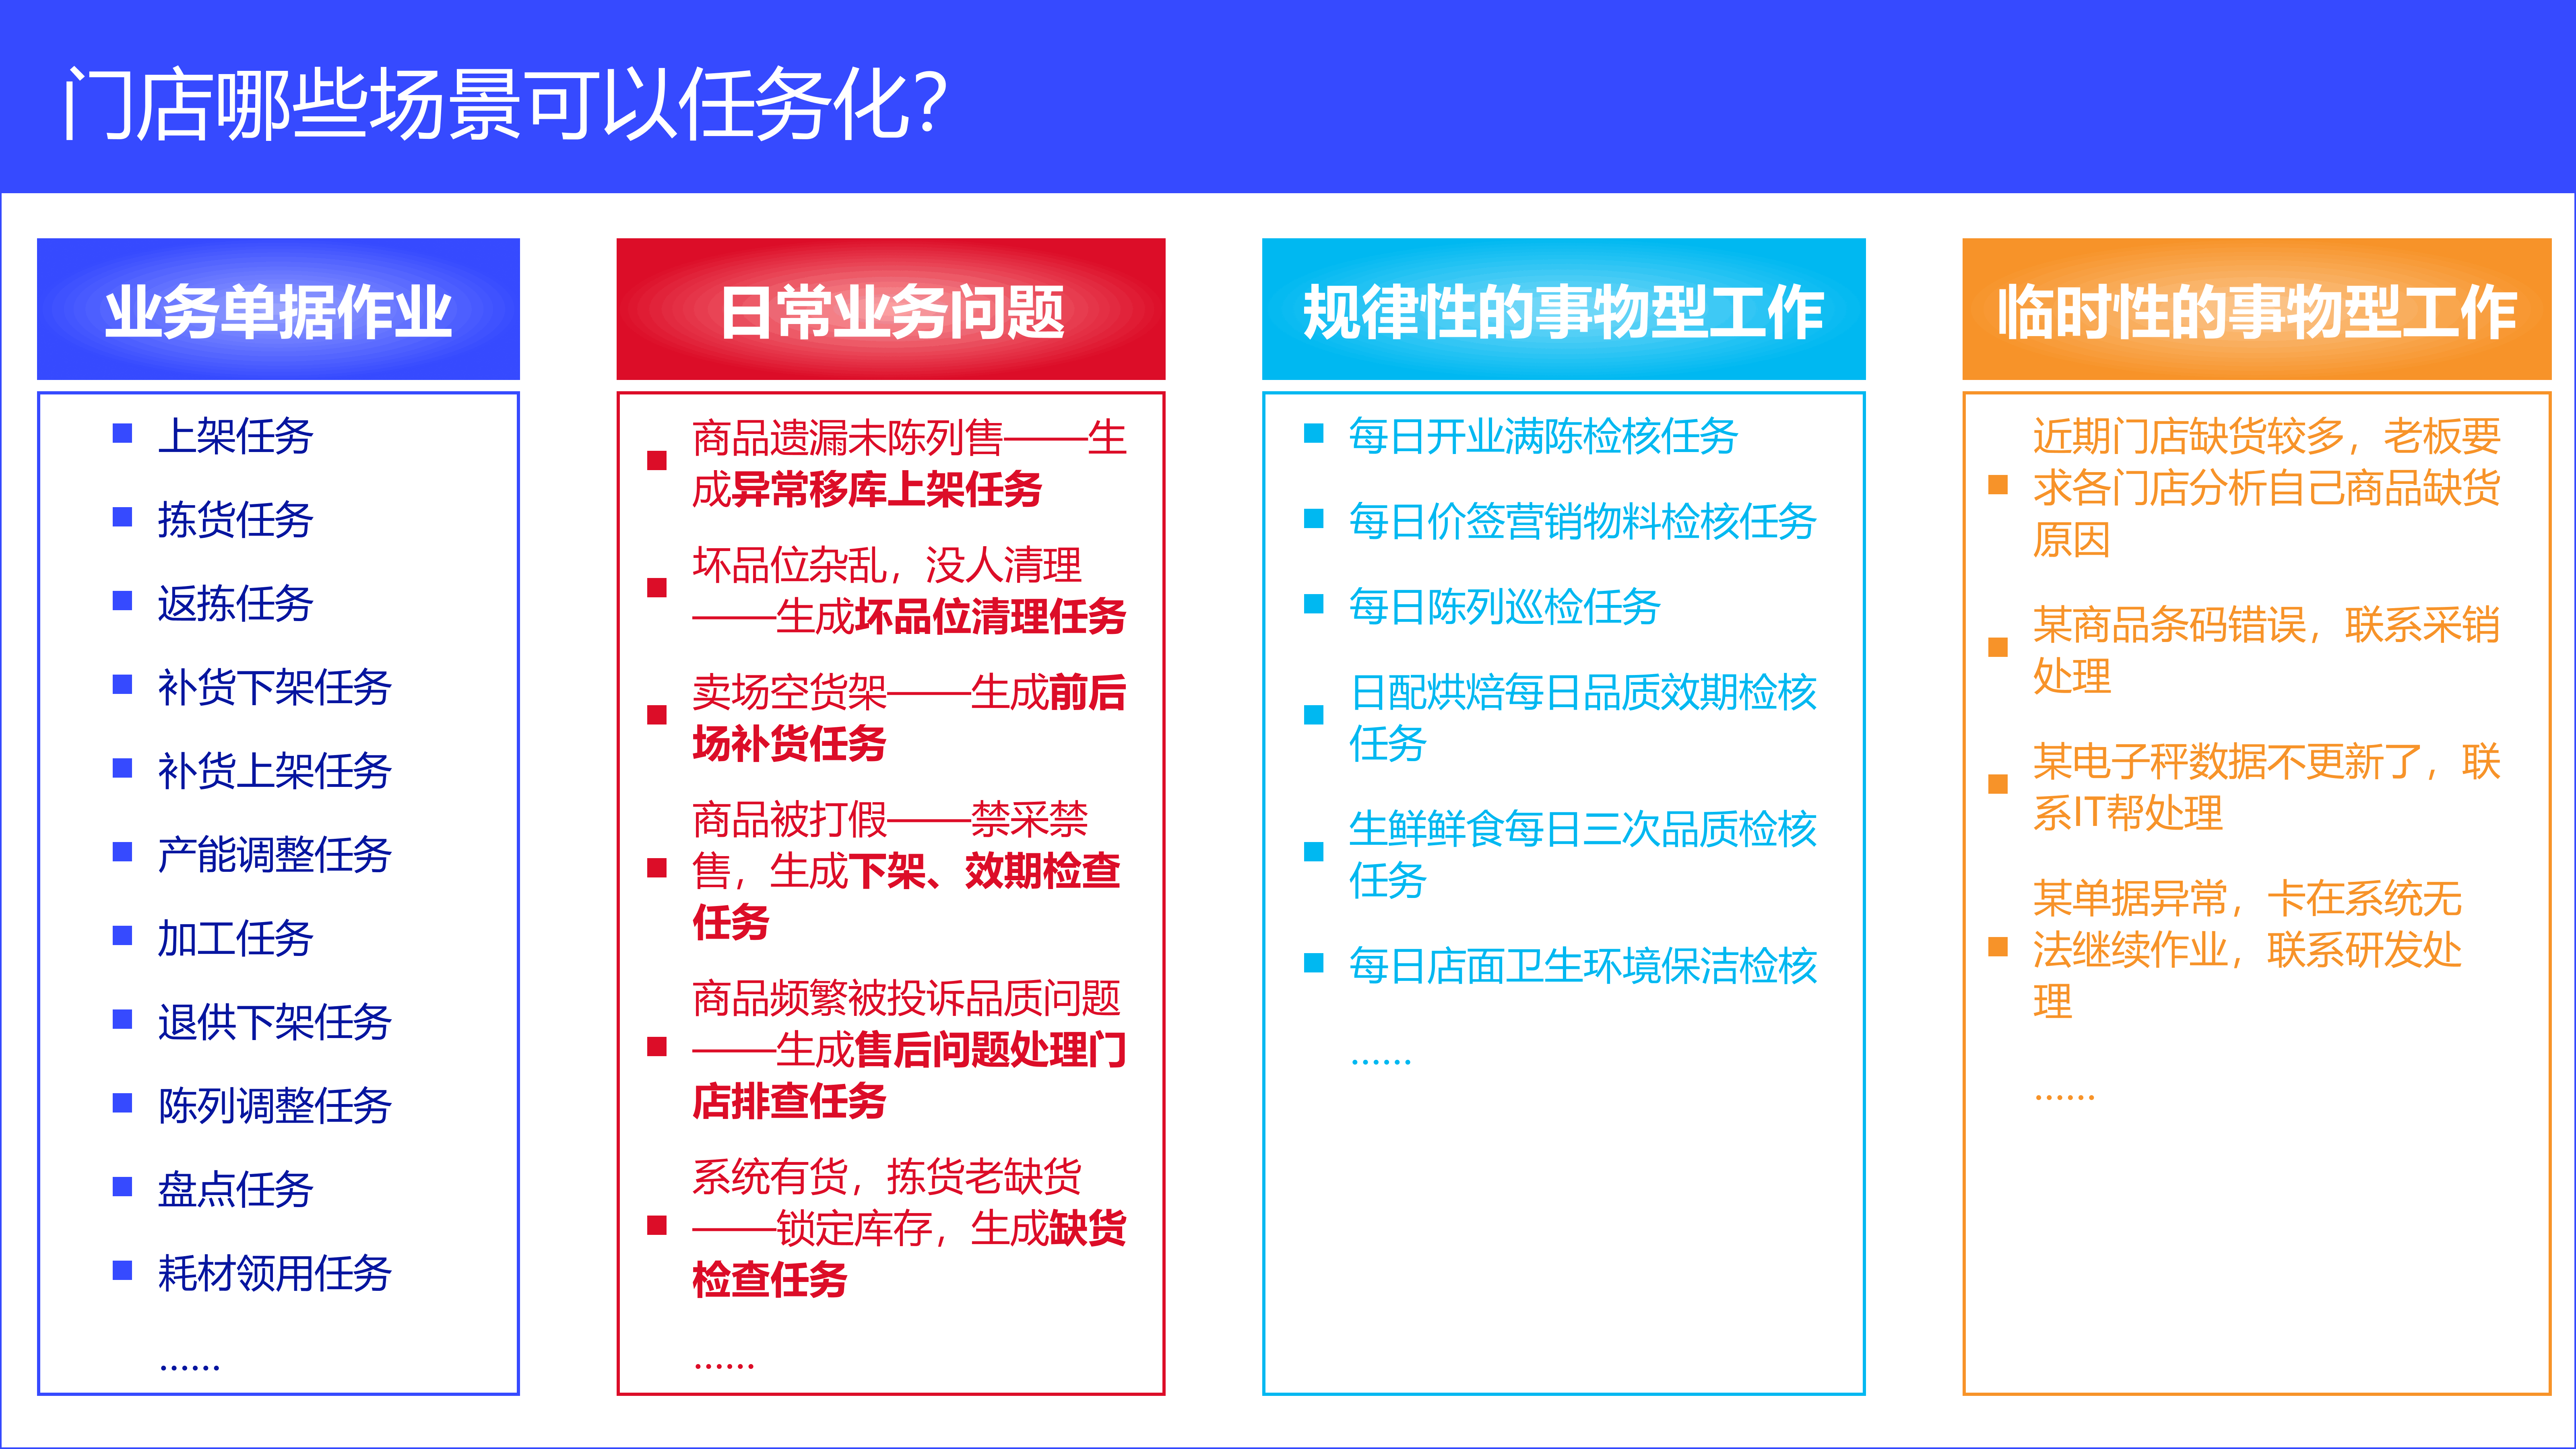 门店哪些场景可以任务化？
业务单据作业
上架任务
拣货任务
返拣任务
补货下架任务
补货上架任务
产能调整任务
加工任务
退供下架任务
陈列调整任务
盘点任务
耗材领用任务
……
日常业务问题
商品遗漏未陈列售——生
成异常移库上架任务
坏品位杂乱，没人清理
——生成坏品位清理任务
卖场空货架——生成前后
场补货任务
商品被打假——禁采禁
售，生成下架、效期检查
任务
商品频繁被投诉品质问题
——生成售后问题处理门
店排查任务
系统有货，拣货老缺货
——锁定库存，生成缺货
检查任务
……
规律性的事物型工作
每日开业满陈检核任务
每日价签营销物料检核任务
每日陈列巡检任务
日配烘焙每日品质效期检核
任务
生鲜鲜食每日三次品质检核
任务
每日店面卫生环境保洁检核
……
临时性的事物型工作
近期门店缺货较多，老板要
求各门店分析自己商品缺货
原因
某商品条码错误，联系采销
处理
某电子秤数据不更新了，联
系IT帮处理
某单据异常，卡在系统无
法继续作业，联系研发处
理
……